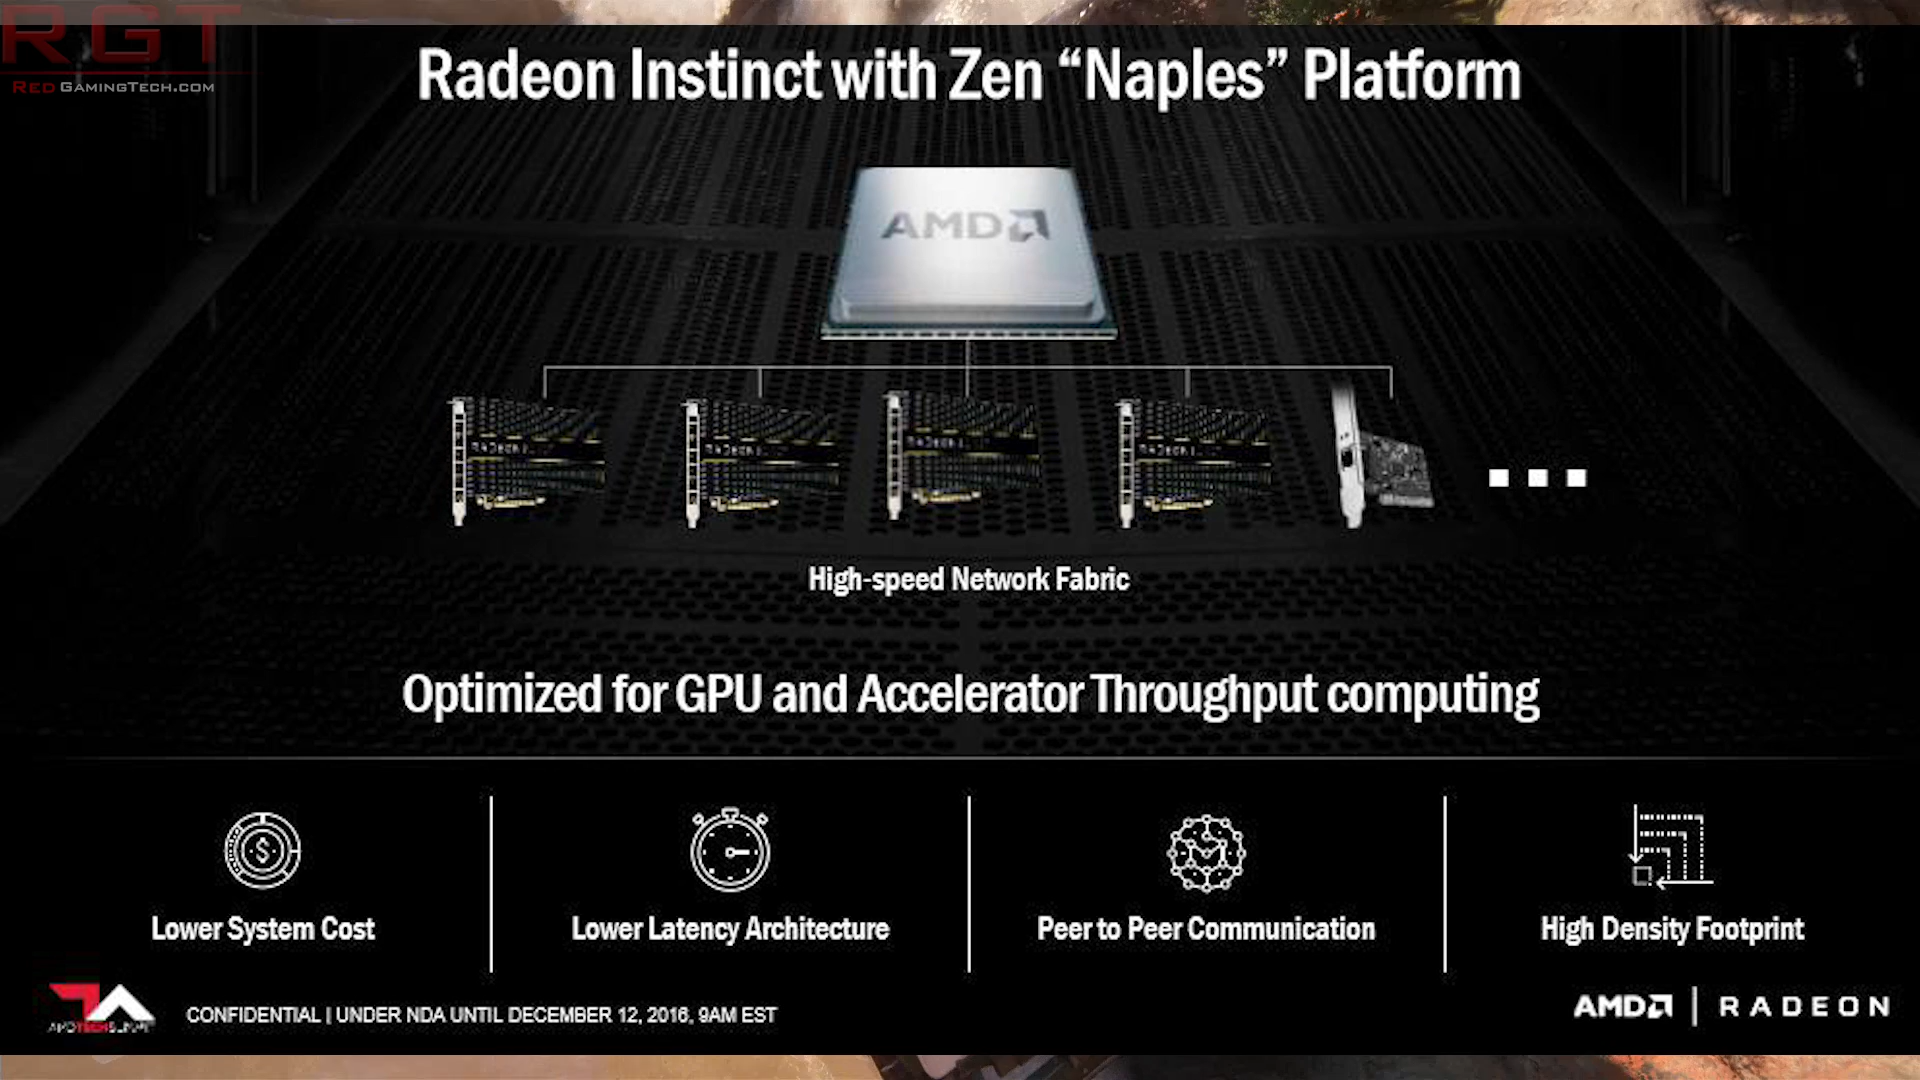 RGT
REDGAMINGTECH.COM
Radeon Instinct with Zen “Naples” Platform
AMD
High-speed Network Fabric
Optimized for GPU and Accelerator Throughput computing
Lower System Cost
Lower Latency Architecture
Peer to Peer Communication
High Density Footprint
AMDTECHSUMMIT
CONFIDENTIAL | UNDER NDA UNTIL DECEMBER 12, 2016, 9AM EST
AMD | RADEON